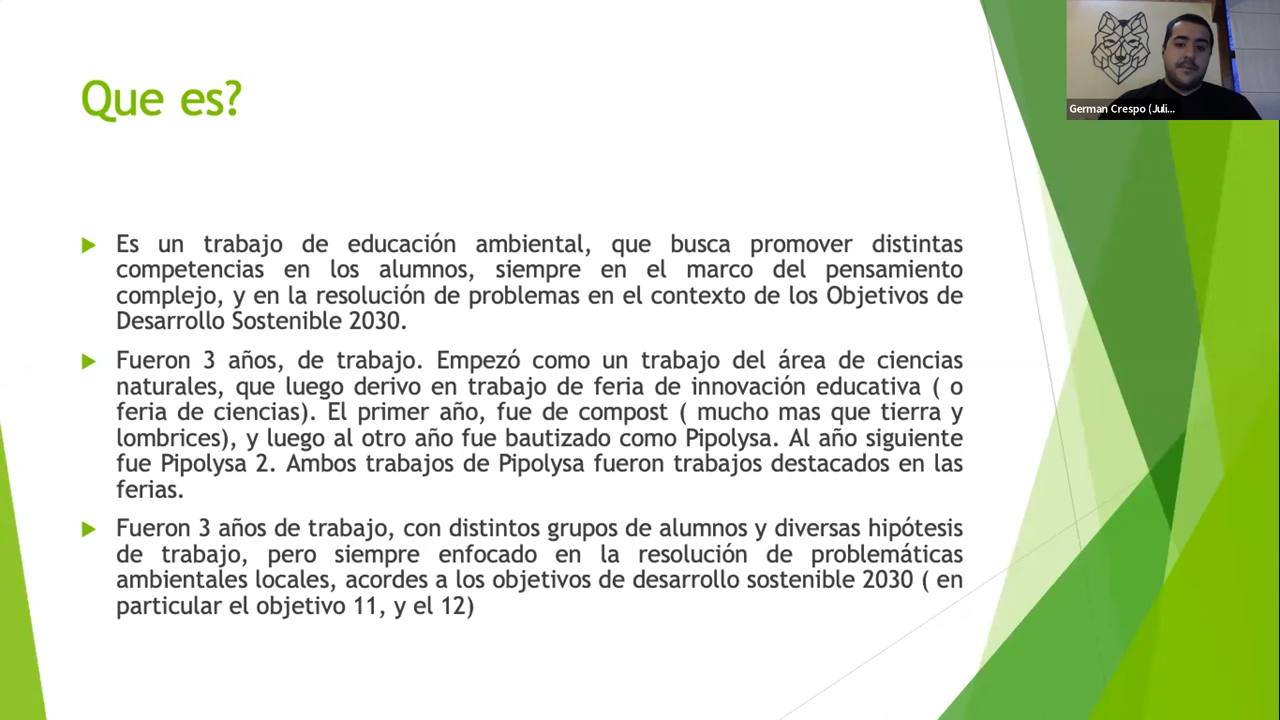 Que es?
Es un trabajo de educación ambiental, que busca promover distintas
competencias en los alumnos, siempre en el marco del pensamiento
complejo, y en la resolución de problemas en el contexto de los Objetivos de
Desarrollo Sostenible 2030.
Fueron 3 años, de trabajo. Empezó como un trabajo del área de ciencias
naturales, que luego derivo en trabajo de feria de innovación educativa ( o
feria de ciencias). El primer año, fue de compost ( mucho mas que tierra y
lombrices), y luego al otro año fue bautizado como Pipolysa. Al año siguiente
fue Pipolysa 2. Ambos trabajos de Pipolysa fueron trabajos destacados en las
ferias.
Fueron 3 años de trabajo, con distintos grupos de alumnos y diversas hipótesis
de trabajo, pero siempre enfocado en la resolución de problemáticas
ambientales locales, acordes a los objetivos de desarrollo sostenible 2030 ( en
particular el objetivo 11, y el 12)
German Crespo (Juli...